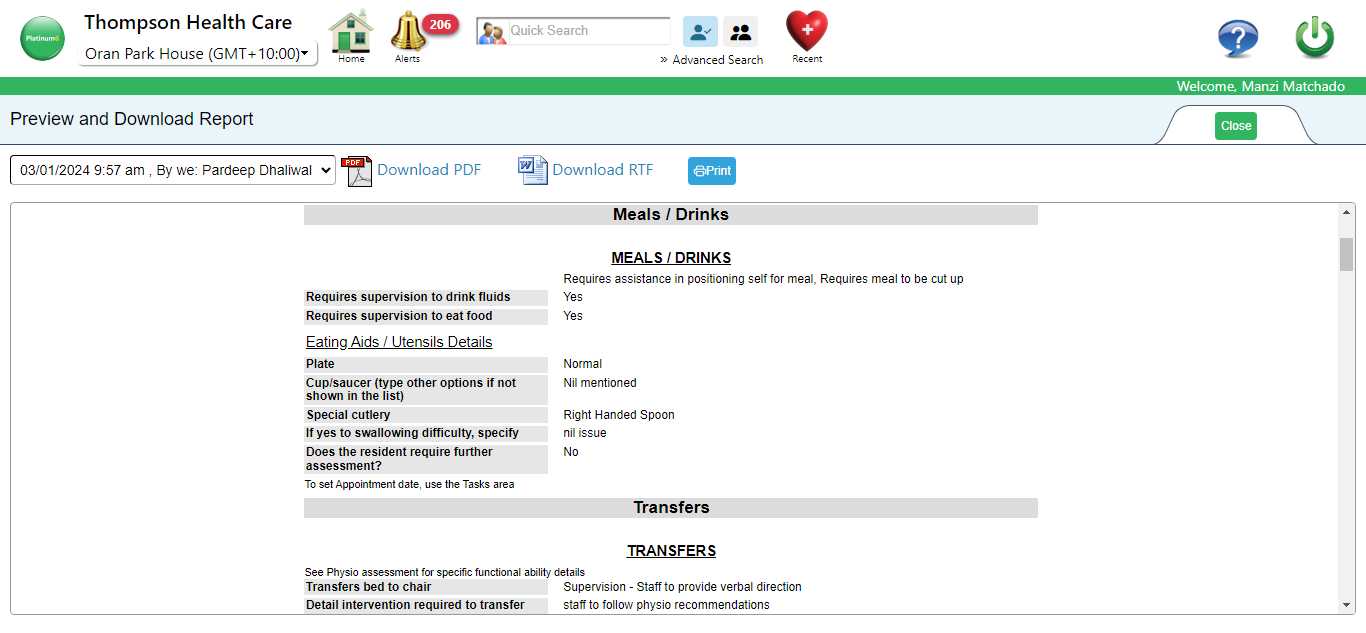 Platinum5
Thompson Health Care
Oran Park House (GMT+10:00)
Home
206
Alerts
Quick Search
» Advanced Search
Recent
?
Welcome, Manzi Matchado
Preview and Download Report
Close
03/01/2024 9:57 am , By we: Pardeep Dhaliwal
PDF
Download PDF
W
Download RTF
Print
Meals / Drinks
MEALS / DRINKS
Requires assistance in positioning self for meal, Requires meal to be cut up
Requires supervision to drink fluids Yes
Requires supervision to eat food Yes
Eating Aids / Utensils Details
Plate Normal
Cup/saucer (type other options if not Nil mentioned
shown in the list)
Special cutlery Right Handed Spoon
If yes to swallowing difficulty, specify nil issue
Does the resident require further No
assessment?
To set Appointment date, use the Tasks area
Transfers
TRANSFERS
See Physio assessment for specific functional ability details
Transfers bed to chair Supervision - Staff to provide verbal direction
Detail intervention required to transfer staff to follow physio recommendations